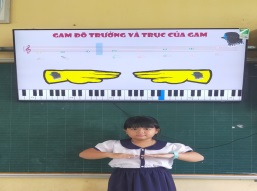 GAM ĐÔ TRƯỞNG VÀ TRỤC CỦA GAM